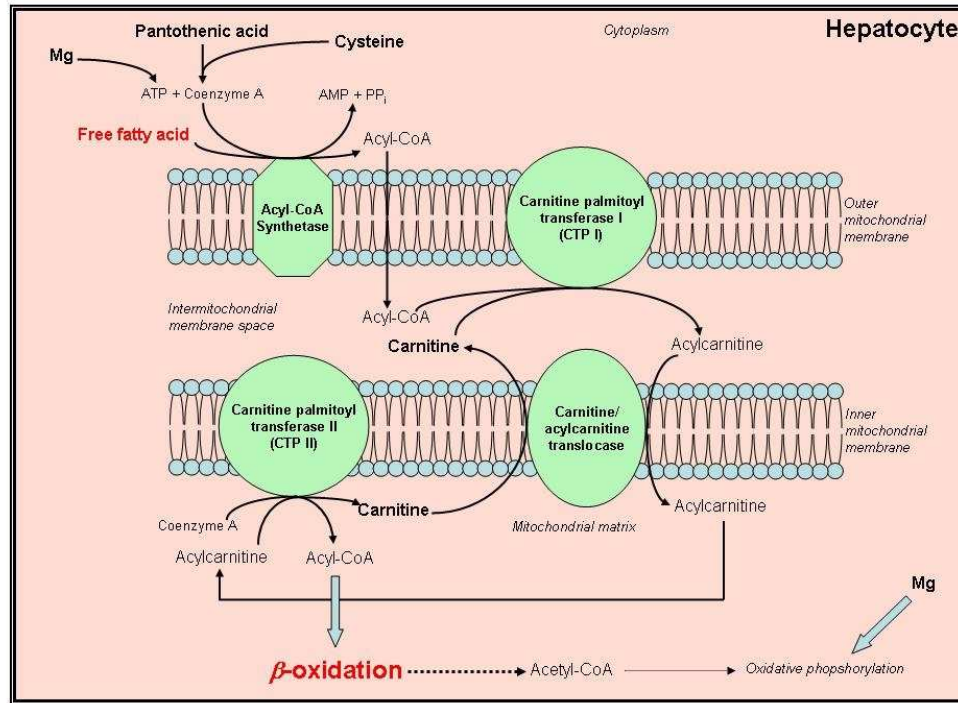 Hepatocyte
Cytoplasm
Pantothenic acid
Cysteine
Mg
ATP + Coenzyme A
AMP + PPi
Free fatty acid
Acyl-CoA
Acyl-CoA
Synthetase
Carnitine palmitoyl
transferase I
(CTP I)
Outer
mitochondrial
membrane
Intermitochondrial
membrane space
Acyl-CoA
Carnitine
Acylcarnitine
Carnitine palmitoyl
transferase II
(CTP II)
Carnitine/
acylcarnitine
translocase
Inner
mitochondrial
membrane
Coenzyme A
Carnitine
Mitochondrial matrix
Acylcarnitine
Acylcarnitine
Acyl-CoA
Mg
β-oxidation
Acetyl-CoA
Oxidative phopshorylation